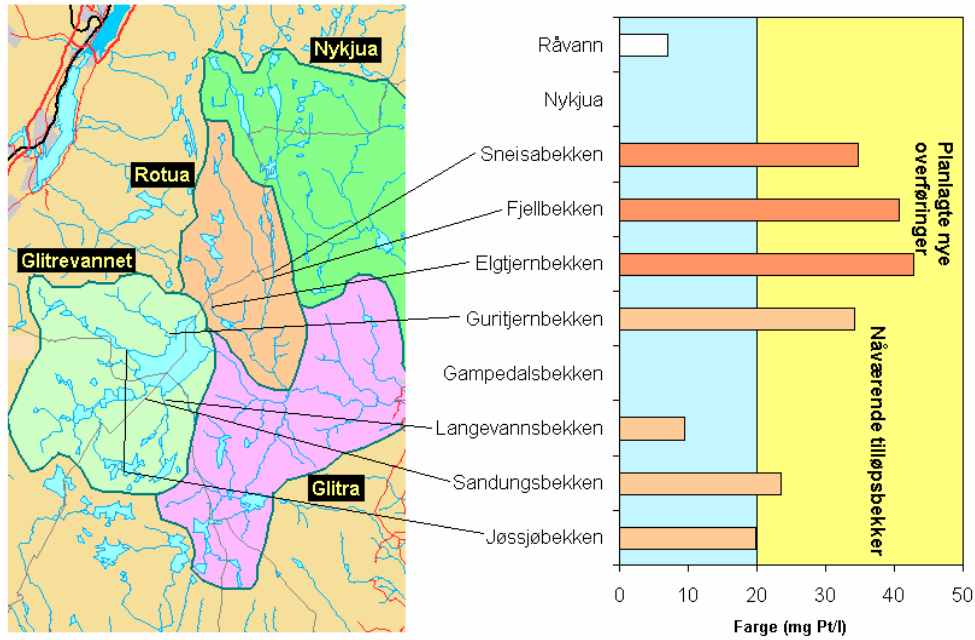 Nykjua
Rotua
Glitrevannet
Glitra
Råvann
Nykjua
Sneisabekken
Fjellbekken
Elgtjernbekken
Guritjernbekken
Gampedalsbekken
Langevannsbekken
Sandungsbekken
Jøssjøbekken
Planlagte nye
overføringer
Nåværende tilløpsbekker
0 10 20 30 40 50
Farge (mg Pt/l)